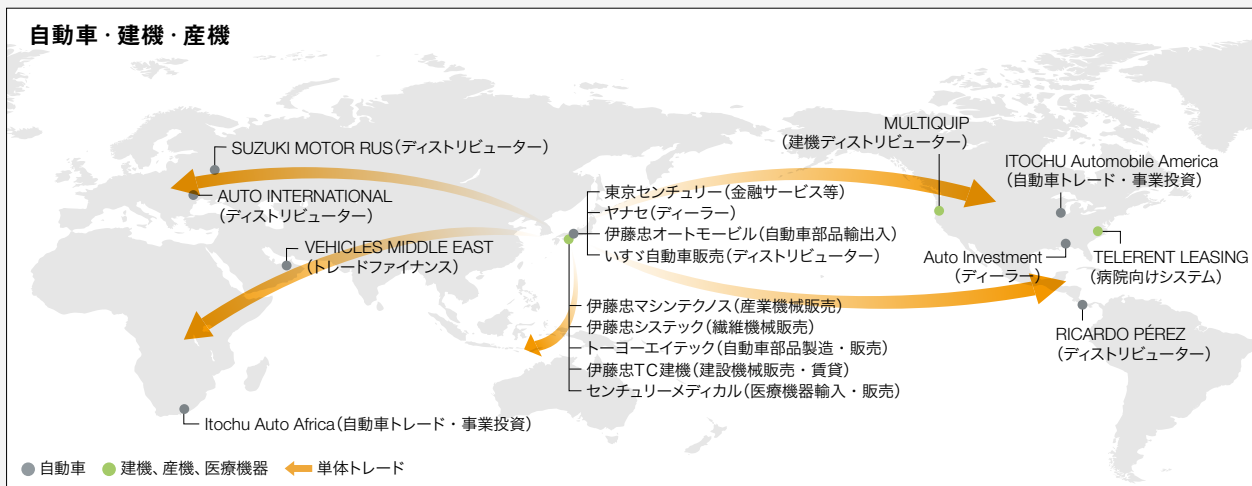 自動車・建機・産機
SUZUKI MOTOR RUS(ディストリビューター)
AUTO INTERNATIONAL
(ディストリビューター)
VEHICLES MIDDLE EAST
(トレードファイナンス)
Itochu Auto Africa(自動車トレード・事業投資)
東京センチュリー(金融サービス等)
ヤナセ(ディーラー)
伊藤忠オートモービル(自動車部品輸出入)
いすゞ自動車販売(ディストリビューター)
伊藤忠マシンテクノス(産業機械販売)
伊藤忠システック(繊維機械販売)
トーヨーエイテック(自動車部品製造・販売)
伊藤忠TC建機(建設機械販売・賃貸)
センチュリーメディカル(医療機器輸入・販売)
MULTIQUIP
(建機ディストリビューター)
ITOCHU Automobile America
(自動車トレード・事業投資)
Auto Investment
(ディーラー)
TELERENT LEASING
(病院向けシステム)
RICARDO PÉREZ
(ディストリビューター)
自動車 建機、産機、医療機器 単体トレード